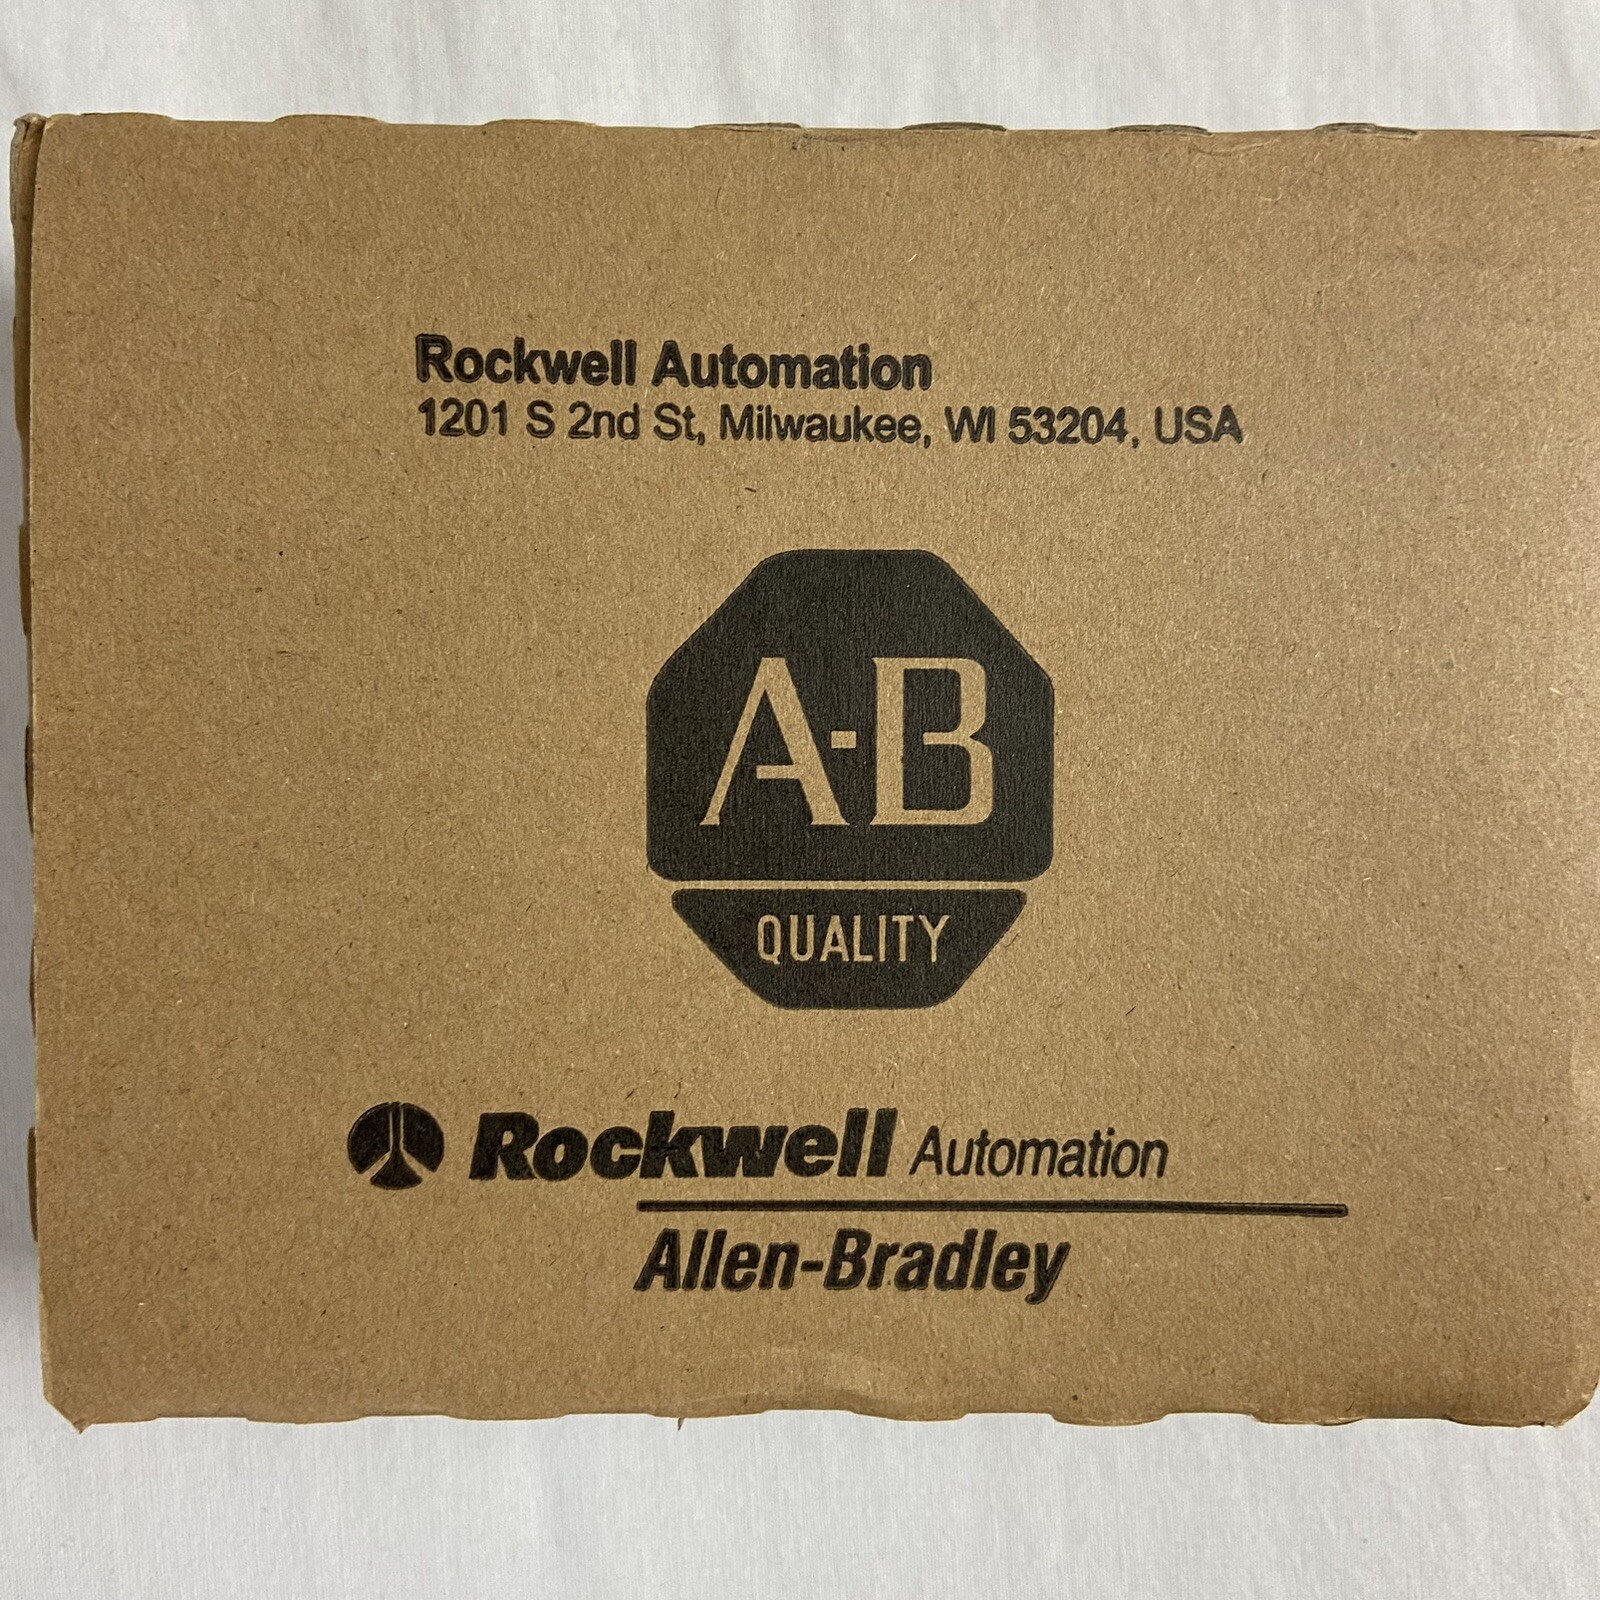 Rockwell Automation
1201 S 2nd St, Milwaukee, WI 53204, USA
A-B
QUALITY
Rockwell Automation
Allen-Bradley